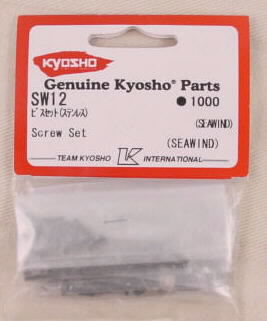 KYOSHO
Genuine Kyosho® Parts
SW12 ● 1000
ビスセット(ステンレス) (SEAWIND)
Screw Set (SEAWIND)
TEAM KYOSHO K INTERNATIONAL